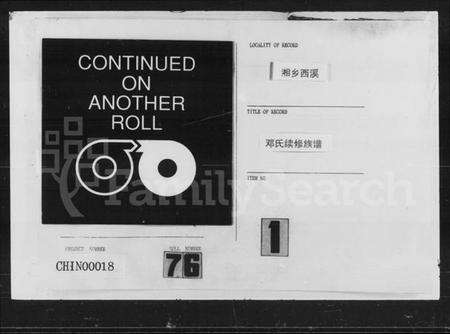 CONTINUED
ON
ANOTHER
ROLL
LOCALITY OF RECORD
湘乡西溪
TITLE OF RECORD
邓氏续修族谱
ITEM NO
1
PROJECT NUMBER
CHIN00018
ROLL NUMBER
76
FamilySearch